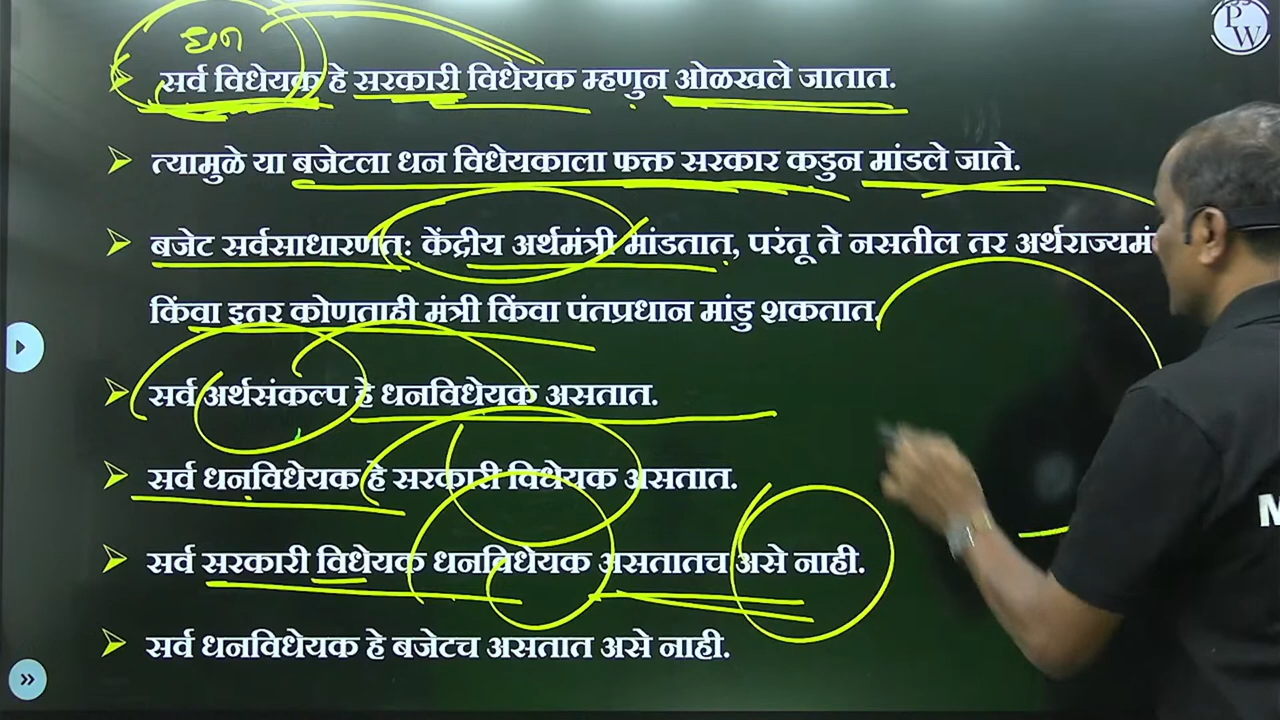 धन
सर्व विधेयक हे सरकारी विधेयक म्हणुन ओळखले जातात.
त्यामुळे या बजेटला धन विधेयकाला फक्त सरकार कडुन मांडले जाते.
बजेट सर्वसाधारणत: केंद्रीय अर्थमंत्री मांडतात, परंतू ते नसतील तर
किंवा इतर कोणताही मंत्री किंवा पंतप्रधान मांडु शकतात.
सर्व अर्थसंकल्प हे धनविधेयक असतात.
सर्व धनविधेयक हे सरकारी विधेयक असतात.
सर्व सरकारी विधेयक धनविधेयक असतातच असे नाही.
सर्व धनविधेयक हे बजेटच असतात असे नाही.
PW
M